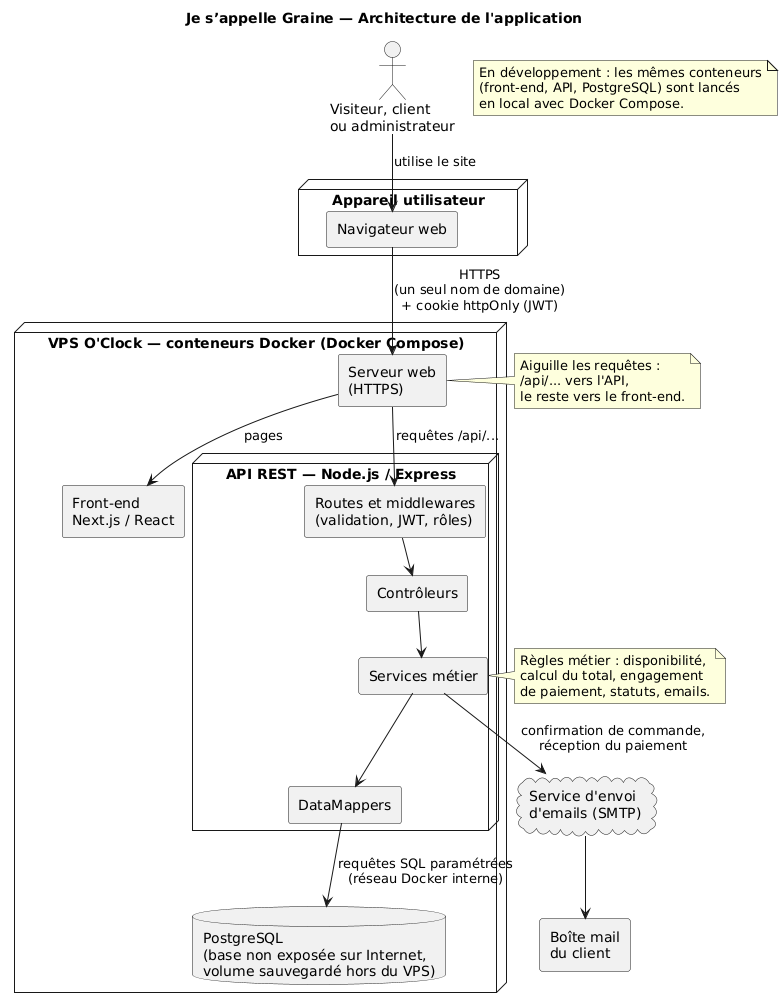 Je s’appelle Graine — Architecture de l'application
En développement : les mêmes conteneurs
(front-end, API, PostgreSQL) sont lancés
en local avec Docker Compose.
Visiteur, client
ou administrateur
utilise le site
Appareil utilisateur
Navigateur web
HTTPS
(un seul nom de domaine)
+ cookie httpOnly (JWT)
VPS O'Clock — conteneurs Docker (Docker Compose)
Serveur web
(HTTPS)
Aiguille les requêtes :
/api/... vers l'API,
le reste vers le front-end.
pages
requêtes /api/...
API REST — Node.js / Express
Front-end
Next.js / React
Routes et middlewares
(validation, JWT, rôles)
Contrôleurs
Services métier
Règles métier : disponibilité,
calcul du total, engagement
de paiement, statuts, emails.
confirmation de commande,
réception du paiement
DataMappers
Service d'envoi
d'emails (SMTP)
requêtes SQL paramétrées
(réseau Docker interne)
PostgreSQL
(base non exposée sur Internet,
volume sauvegardé hors du VPS)
Boîte mail
du client